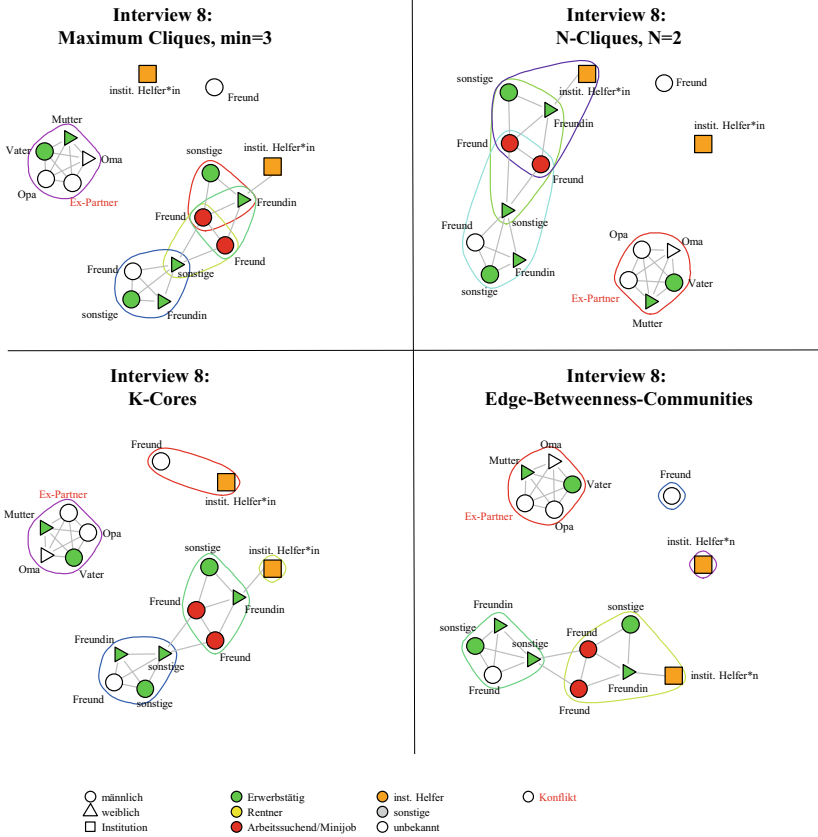 Interview 8:
Maximum Cliques, min=3
instit. Helfer*in
Freund
Mutter
Vater
Oma
Opa
Ex-Partner
sonstige
instit. Helfer*in
Freundin
Freund
Freund
Freund
sonstige
sonstige
Freundin
Interview 8:
N-Cliques, N=2
sonstige
instit. Helfer*in
Freund
Freundin
instit. Helfer*in
Freund
Freund
sonstige
Freund
Freundin
sonstige
Opa
Oma
Ex-Partner
Vater
Mutter
Interview 8:
K-Cores
Freund
instit. Helfer*in
Ex-Partner
Mutter
Opa
Oma
Vater
sonstige
instit. Helfer*in
Freund
Freundin
Freund
Freundin
sonstige
Freund
sonstige
Interview 8:
Edge-Betweenness-Communities
Oma
Mutter
Vater
Ex-Partner
Opa
Freund
instit. Helfer*n
Freundin
sonstige
sonstige
sonstige
Freund
Freund
Freundin
instit. Helfer*n
Freund
männlich
weiblich
Institution
Erwerbstätig
Rentner
Arbeitssuchend/Minijob
inst. Helfer
sonstige
unbekannt
Konflikt